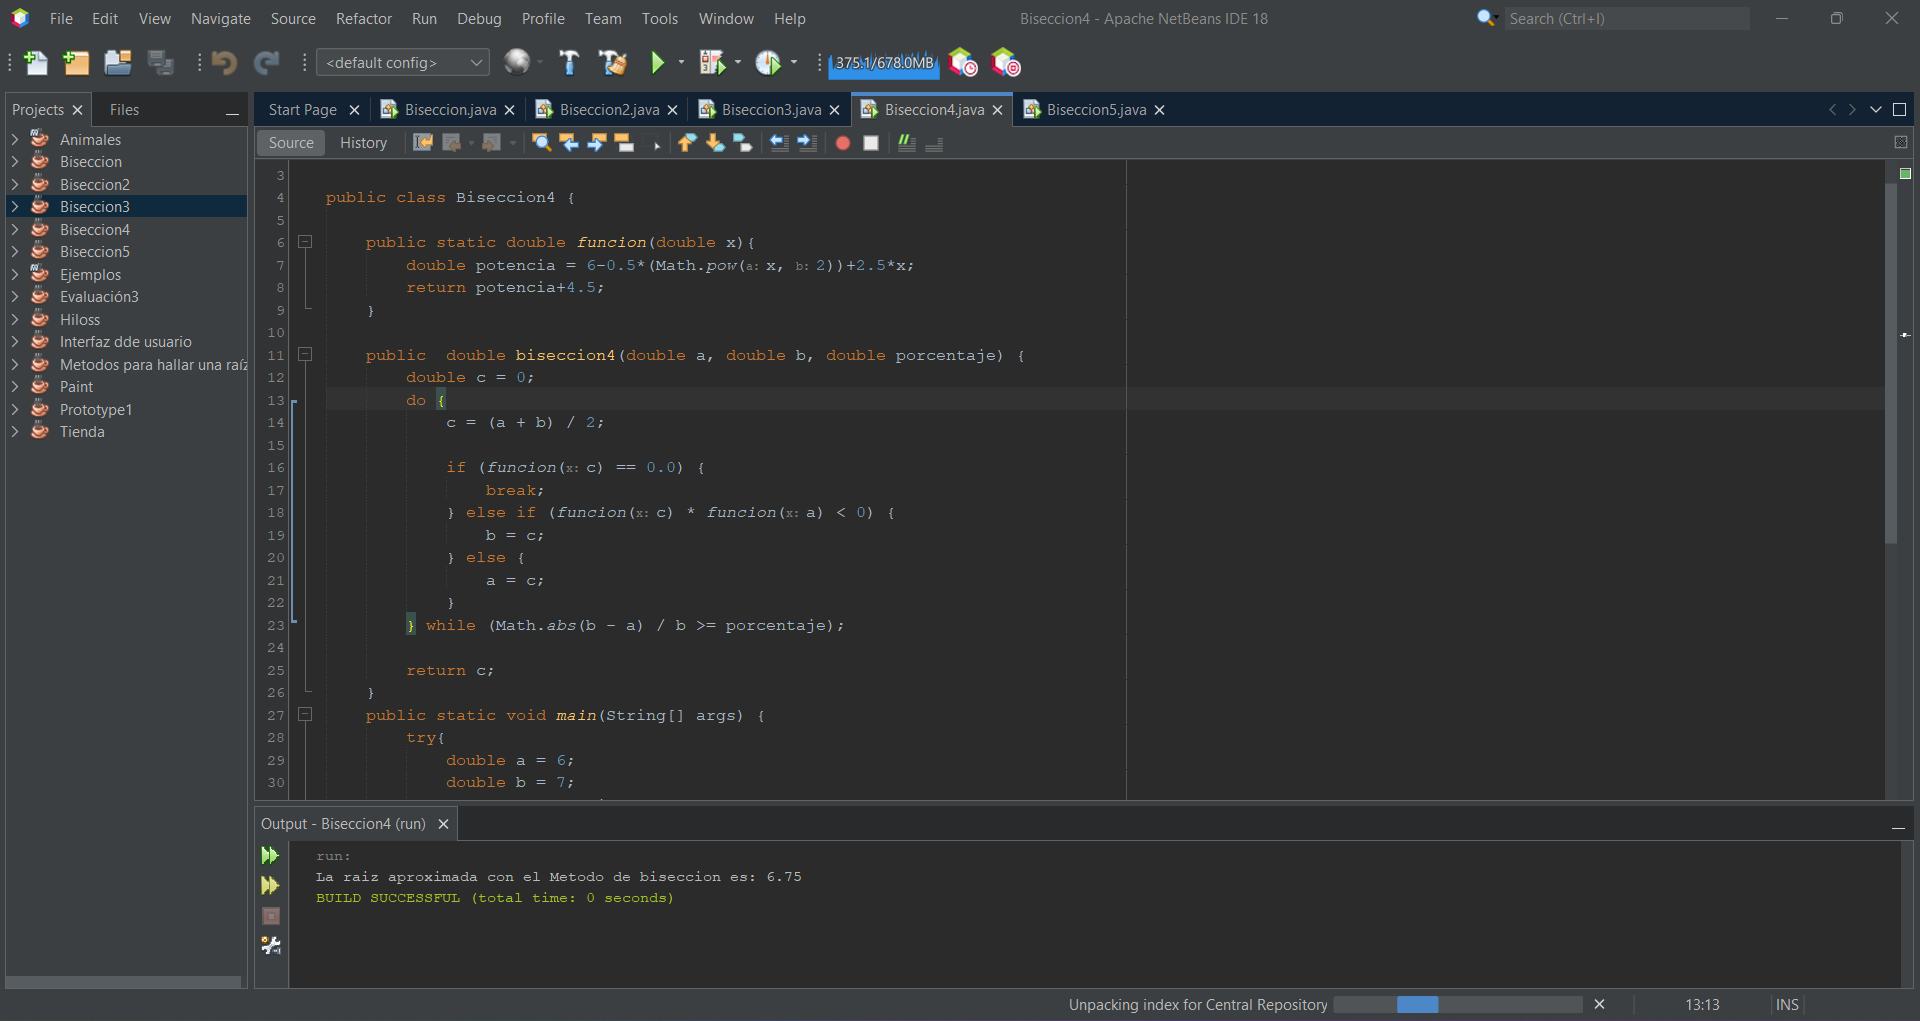 File Edit View Navigate Source Refactor Run Debug Profile Team Tools Window Help Biseccion4 - Apache NetBeans IDE 18 Search (Ctrl+I)
<default config> 375.1/678.0MB
Projects Files Start Page Biseccion.java Biseccion2.java Biseccion3.java Biseccion4.java Biseccion5.java
Source History
Animales
Biseccion
Biseccion2
Biseccion3
Biseccion4
Biseccion5
Ejemplos
Evaluación3
Hiloss
Interfaz dde usuario
Metodos para hallar una raíz
Paint
Prototype1
Tienda
3
4 public class Biseccion4 {
5
6 public static double funcion(double x){
7 double potencia = 6-0.5*(Math.pow(a: x, b: 2))+2.5*x;
8 return potencia+4.5;
9 }
10
11 public  double biseccion4(double a, double b, double porcentaje) {
12 double c = 0;
13 do {
14 c = (a + b) / 2;
15
16 if (funcion(x: c) == 0.0) {
17 break;
18 } else if (funcion(x: c) * funcion(x: a) < 0) {
19 b = c;
20 } else {
21 a = c;
22 }
23 } while (Math.abs(b - a) / b >= porcentaje);
24
25 return c;
26 }
27 public static void main(String[] args) {
28 try{
29 double a = 6;
30 double b = 7;
Output - Biseccion4 (run)
run:
La raiz aproximada con el Metodo de biseccion es: 6.75
BUILD SUCCESSFUL (total time: 0 seconds)
Unpacking index for Central Repository 13:13 INS